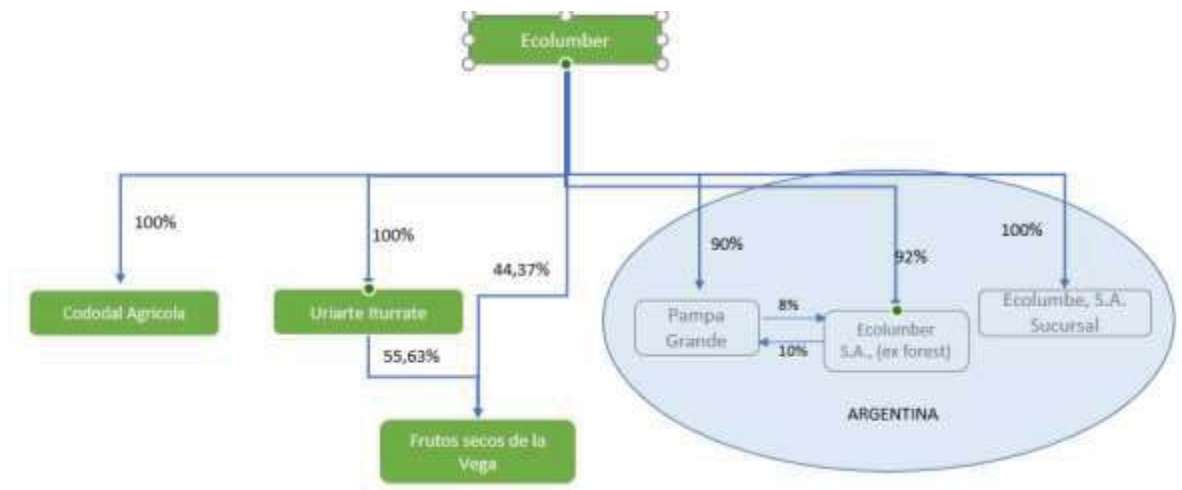 Ecolumber
100%
100%
44,37%
90%
92%
100%
Cododal Agricola
Uriarte Iturrate
55,63%
Pampa
Grande
8%
10%
Ecolumber
S.A., (ex forest)
Ecolumbe, S.A.
Sucursal
ARGENTINA
Frutos secos de la
Vega